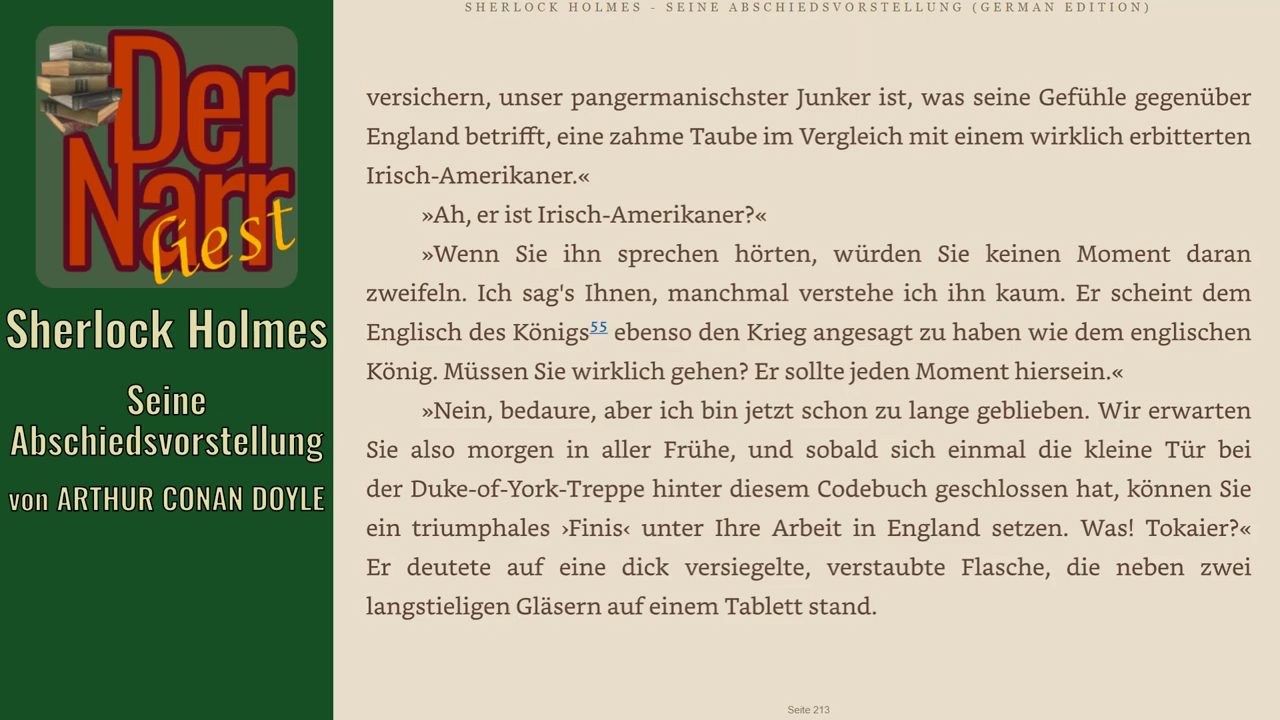 Der
Narr
liest
Sherlock Holmes
Seine
Abschiedsvorstellung
von ARTHUR CONAN DOYLE
SHERLOCK HOLMES - SEINE ABSCHIEDSVORSTELLUNG (GERMAN EDITION)
versichern, unser pangermanischster Junker ist, was seine Gefühle gegenüber
England betrifft, eine zahme Taube im Vergleich mit einem wirklich erbitterten
Irisch-Amerikaner.«
»Ah, er ist Irisch-Amerikaner?«
»Wenn Sie ihn sprechen hörten, würden Sie keinen Moment daran
zweifeln. Ich sag's Ihnen, manchmal verstehe ich ihn kaum. Er scheint dem
Englisch des Königs55 ebenso den Krieg angesagt zu haben wie dem englischen
König. Müssen Sie wirklich gehen? Er sollte jeden Moment hiersein.«
»Nein, bedaure, aber ich bin jetzt schon zu lange geblieben. Wir erwarten
Sie also morgen in aller Frühe, und sobald sich einmal die kleine Tür bei
der Duke-of-York-Treppe hinter diesem Codebuch geschlossen hat, können Sie
ein triumphales ›Finis‹ unter Ihre Arbeit in England setzen. Was! Tokaier?«
Er deutete auf eine dick versiegelte, verstaubte Flasche, die neben zwei
langstieligen Gläsern auf einem Tablett stand.
Seite 213